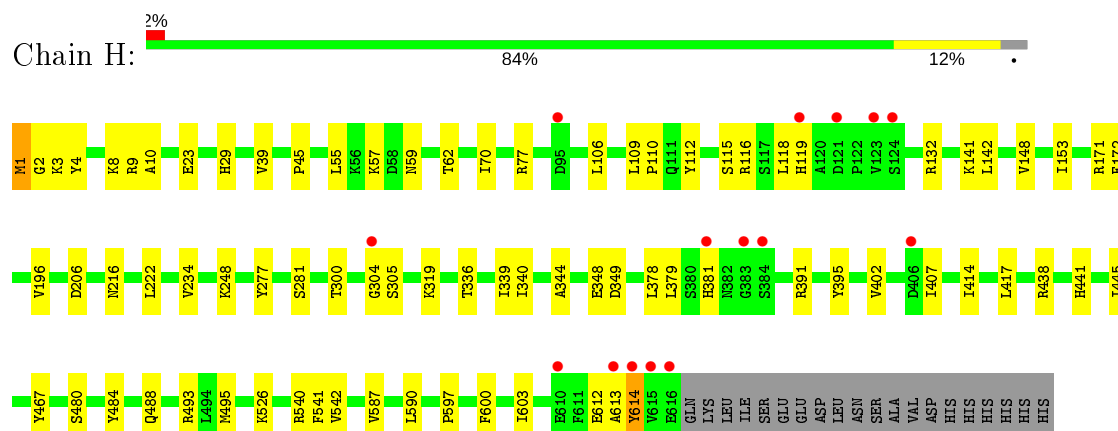 2%
Chain H:
84% 12% •
M1 G2 K3 Y4 K8 R9 A10 E23 H29 V39 P45 L55 K56 K57 D58 N59 T62 I70 R77 D95 L106 L109 P110 Q111 Y112 S115 R116 S117 L118 H119 A120 D121 P122 V123 S124 R132 K141 L142 V148 I153 R171
V196 D206 N216 L222 V234 K248 Y277 S281 T300 G304 S305 K319 T336 I339 I340 A344 E348 D349 L378 L379 S380 H381 N382 G383 S384 R391 Y395 V402 D406 I407 I414 L417 R438 H441
Y467 S480 Y484 Q488 R493 L494 M495 K526 R540 F541 V542 V587 L590 P597 F600 I603 E610 F611 E612 A613 Y614 V615 E616 GLN LYS LEU ILE SER GLU GLU ASP LEU ASN SER ALA VAL ASP HIS HIS HIS HIS HIS HIS